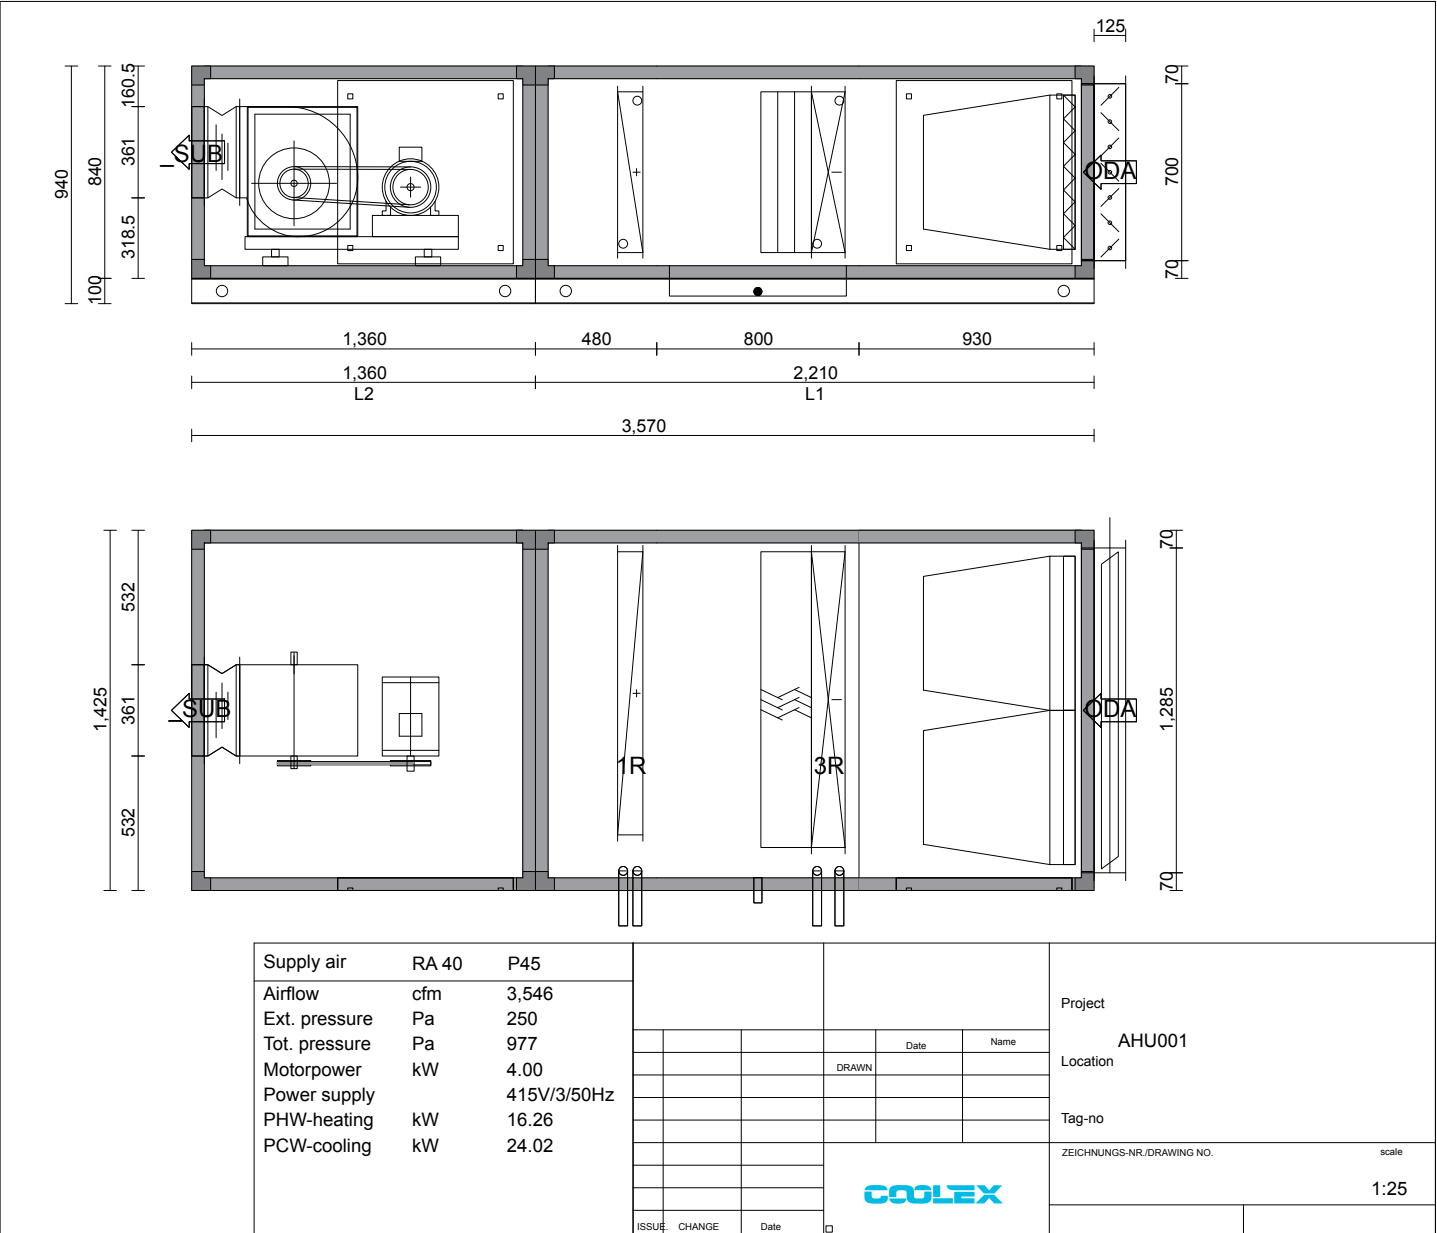 125
940
840
100
160.5
361
318.5
_SUB
ODA
70
700
70
1,360
480
800
930
1,360
2,210
L2
L1
3,570
1,425
532
361
532
_SUB
1R
3R
ODA
70
1,285
70
Supply air RA 40 P45
Airflow cfm 3,546
Ext. pressure Pa 250
Tot. pressure Pa 977
Motorpower kW 4.00
Power supply 415V/3/50Hz
PHW-heating kW 16.26
PCW-cooling kW 24.02
Date Name
DRAWN
ISSUE. CHANGE Date
COOLEX
Project
AHU001
Location
Tag-no
ZEICHNUNGS-NR./DRAWING NO. scale
1:25